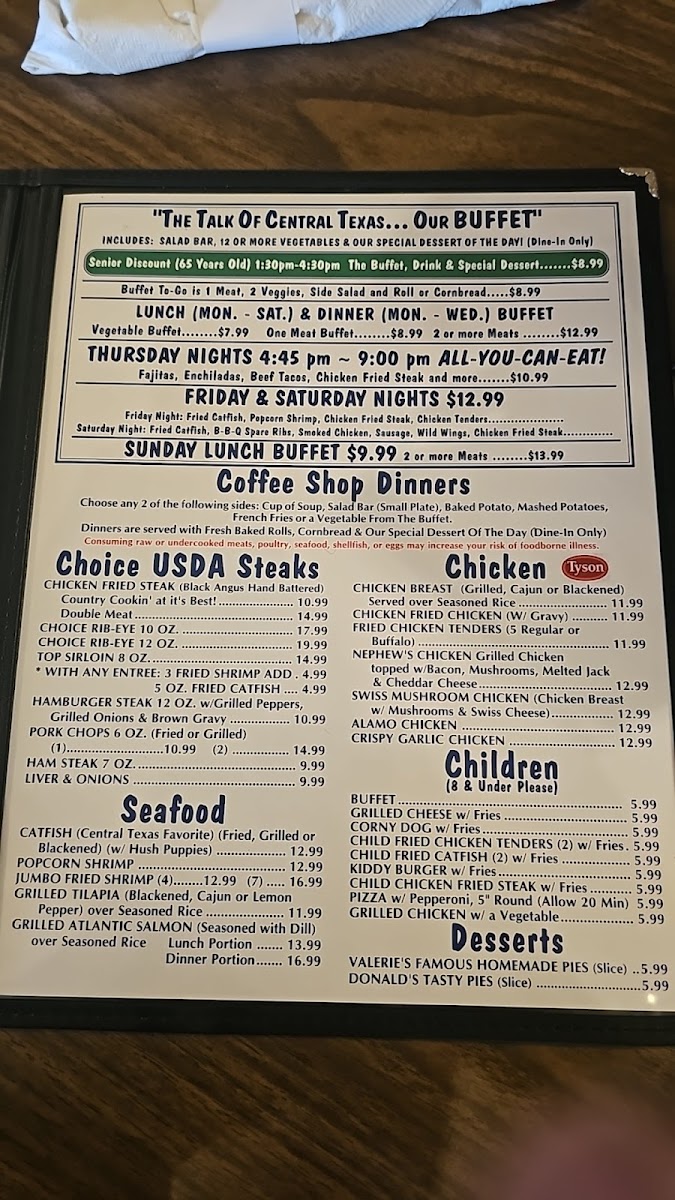 "THE TALK OF CENTRAL TEXAS... OUR BUFFET"
INCLUDES: SALAD BAR, 12 OR MORE VEGETABLES & OUR SPECIAL DESSERT OF THE DAY! (Dine-In Only)
Senior Discount (65 Years Old) 1:30pm-4:30pm The Buffet, Drink & Special Dessert.......$8.99
Buffet To-Go is 1 Meat, 2 Veggies, Side Salad and Roll or Cornbread.....$8.99
LUNCH (MON. - SAT.) & DINNER (MON. - WED.) BUFFET
Vegetable Buffet........$7.99 One Meat Buffet........$8.99 2 or more Meats ........$12.99
THURSDAY NIGHTS 4:45 pm ~ 9:00 pm ALL-YOU-CAN-EAT!
Fajitas, Enchiladas, Beef Tacos, Chicken Fried Steak and more.......$10.99
FRIDAY & SATURDAY NIGHTS $12.99
Friday Night: Fried Catfish, Popcorn Shrimp, Chicken Fried Steak, Chicken Tenders...................
Saturday Night: Fried Catfish, B-B-Q Spare Ribs, Smoked Chicken, Sausage, Wild Wings, Chicken Fried Steak.............
SUNDAY LUNCH BUFFET $9.99 2 or more Meats ........$13.99
Coffee Shop Dinners
Choose any 2 of the following sides: Cup of Soup, Salad Bar (Small Plate), Baked Potato, Mashed Potatoes,
French Fries or a Vegetable From The Buffet.
Dinners are served with Fresh Baked Rolls, Cornbread & Our Special Dessert Of The Day (Dine-In Only)
Consuming raw or undercooked meats, poultry, seafood, shellfish, or eggs may increase your risk of foodborne illness.
Choice USDA Steaks
CHICKEN FRIED STEAK (Black Angus Hand Battered)
Country Cookin' at it's Best!.................... 10.99
Double Meat .......................................... 14.99
CHOICE RIB-EYE 10 OZ. ............................. 17.99
CHOICE RIB-EYE 12 OZ. ............................. 19.99
TOP SIRLOIN 8 OZ..................................... 14.99
* WITH ANY ENTREE: 3 FRIED SHRIMP ADD . 4.99
5 OZ. FRIED CATFISH .... 4.99
HAMBURGER STEAK 12 OZ. w/Grilled Peppers,
Grilled Onions & Brown Gravy ............... 10.99
PORK CHOPS 6 OZ. (Fried or Grilled)
(1).........................10.99 (2) ............... 14.99
HAM STEAK 7 OZ......................................... 9.99
LIVER & ONIONS ......................................... 9.99
Seafood
CATFISH (Central Texas Favorite) (Fried, Grilled or
Blackened) (w/ Hush Puppies) ................... 12.99
POPCORN SHRIMP ...................................... 12.99
JUMBO FRIED SHRIMP (4)........12.99 (7) ..... 16.99
GRILLED TILAPIA (Blackened, Cajun or Lemon
Pepper) over Seasoned Rice ...................... 11.99
GRILLED ATLANTIC SALMON (Seasoned with Dill)
over Seasoned Rice Lunch Portion ....... 13.99
Dinner Portion....... 16.99
Chicken Tyson
CHICKEN BREAST (Grilled, Cajun or Blackened)
Served over Seasoned Rice ........................ 11.99
CHICKEN FRIED CHICKEN (W/ Gravy) .......... 11.99
FRIED CHICKEN TENDERS (5 Regular or
Buffalo) .................................................. 11.99
NEPHEW'S CHICKEN Grilled Chicken
topped w/Bacon, Mushrooms, Melted Jack
& Cheddar Cheese.................................... 12.99
SWISS MUSHROOM CHICKEN (Chicken Breast
w/ Mushrooms & Swiss Cheese)................. 12.99
ALAMO CHICKEN ........................................ 12.99
CRISPY GARLIC CHICKEN ............................. 12.99
Children
(8 & Under Please)
BUFFET........................................................ 5.99
GRILLED CHEESE w/ Fries ............................. 5.99
CORNY DOG w/ Fries.................................... 5.99
CHILD FRIED CHICKEN TENDERS (2) w/ Fries. 5.99
CHILD FRIED CATFISH (2) w/ Fries ................ 5.99
KIDDY BURGER w/ Fries................................ 5.99
CHILD CHICKEN FRIED STEAK w/ Fries .......... 5.99
PIZZA w/ Pepperoni, 5" Round (Allow 20 Min) 5.99
GRILLED CHICKEN w/ a Vegetable.................. 5.99
Desserts
VALERIE'S FAMOUS HOMEMADE PIES (Slice) ..5.99
DONALD'S TASTY PIES (Slice) .........................5.99